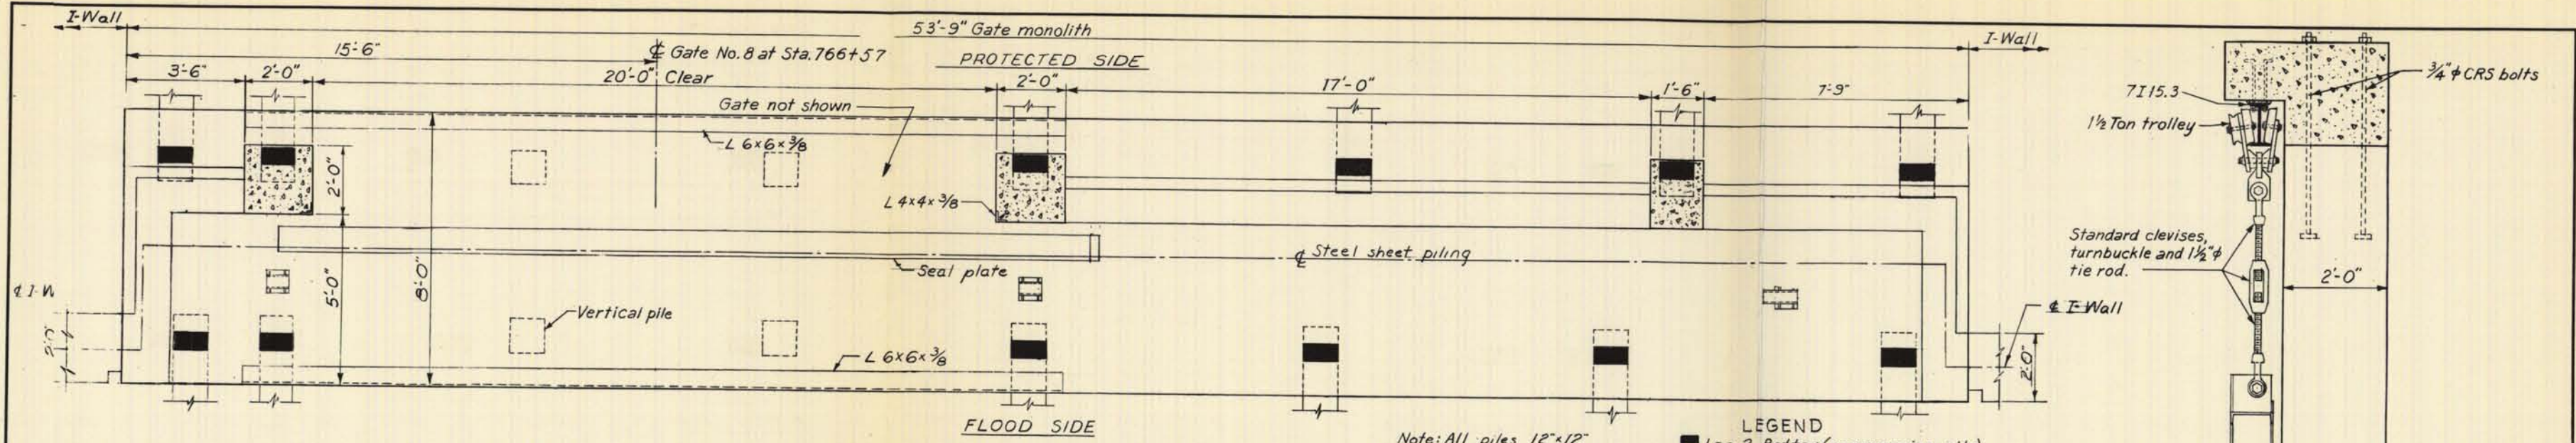 I-Wall
53'-9" Gate monolith
I-Wall
15'-6"
℄ Gate No.8 at Sta.766+57
PROTECTED SIDE
3'-6"
2'-0"
20'-0" Clear
2'-0"
17'-0"
1'-6"
7'-9"
Gate not shown
L 6×6×3/8
2'-0"
L 4×4×3/8
℄ Steel sheet piling
Seal plate
5'-0"
8'-0"
Vertical pile
L 6×6×3/8
℄ I-W
2'-0"
℄ I-Wall
2'-0"
FLOOD SIDE
3/4"ϕ CRS bolts
7I15.3
1½ Ton trolley
Standard clevises,
turnbuckle and 1½"ϕ
tie rod.
2'-0"
Note: All piles 12"×12"
LEGEND